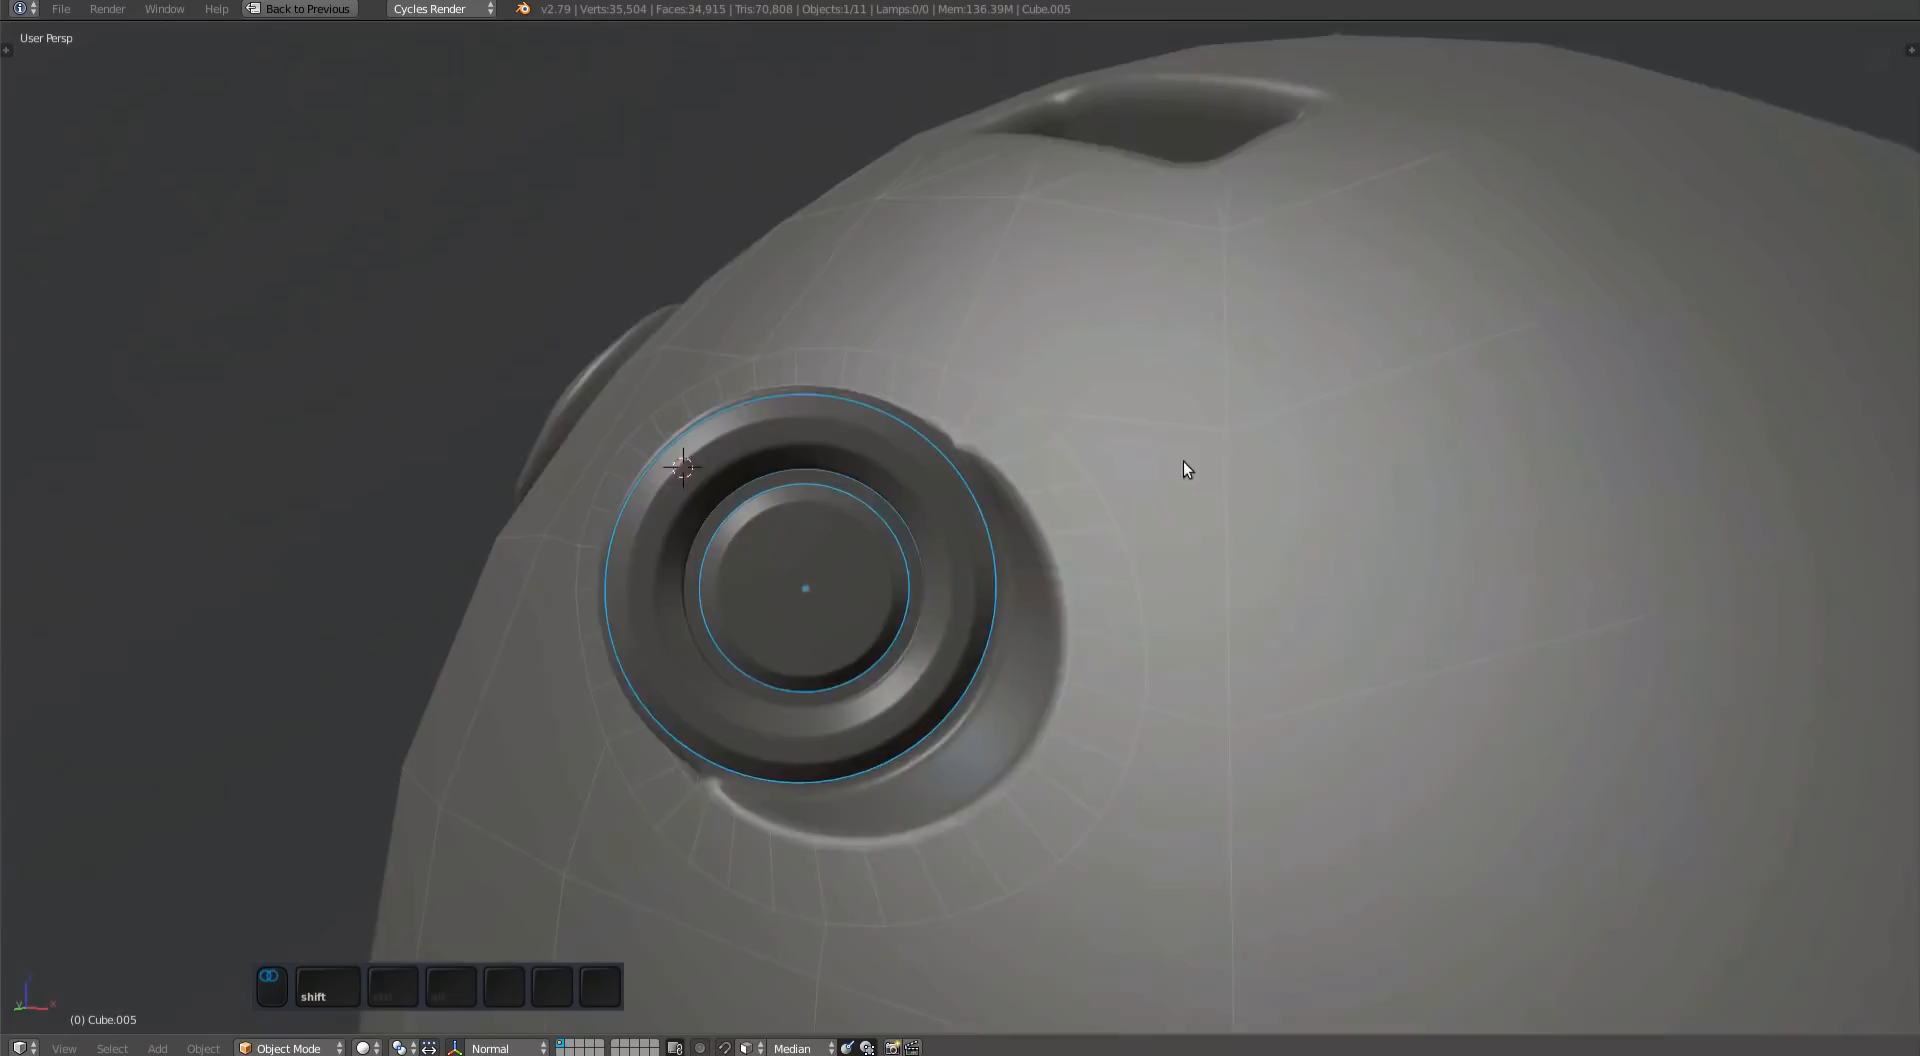 File Render Window Help Back to Previous Cycles Render v2.79 | Verts:35,504 | Faces:34,915 | Tris:70,808 | Objects:1/11 | Lamps:0/0 | Mem:136.39M | Cube.005
User Persp
shift
(0) Cube.005
View Select Add Object Object Mode Normal Median